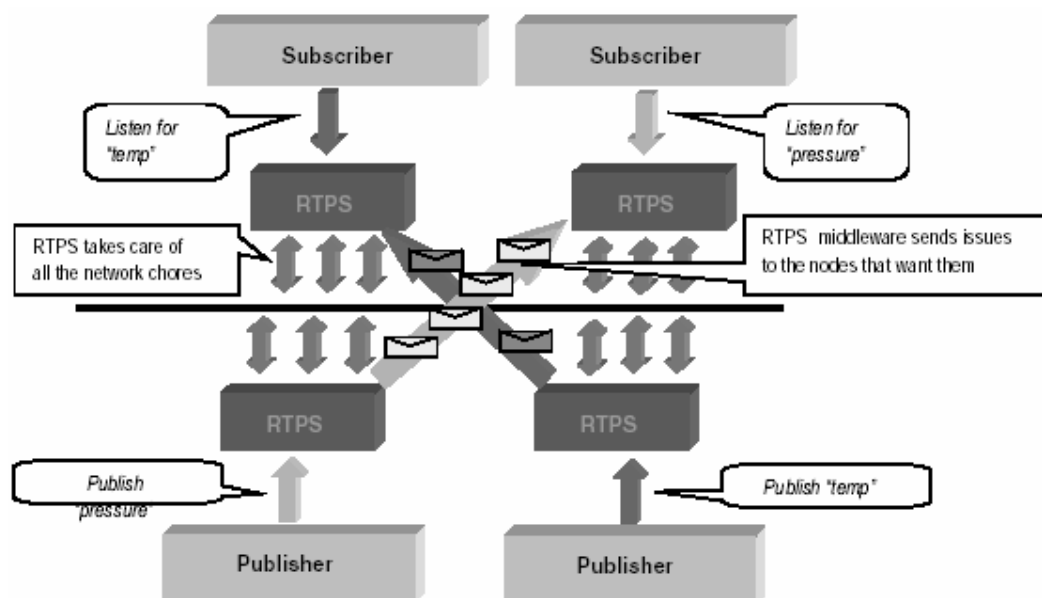 Subscriber
Subscriber
Listen for
"temp"
Listen for
"pressure"
RTPS
RTPS
RTPS takes care of
all the network chores
RTPS middleware sends issues
to the nodes that want them
RTPS
RTPS
Publish
"pressure"
Publish "temp"
Publisher
Publisher